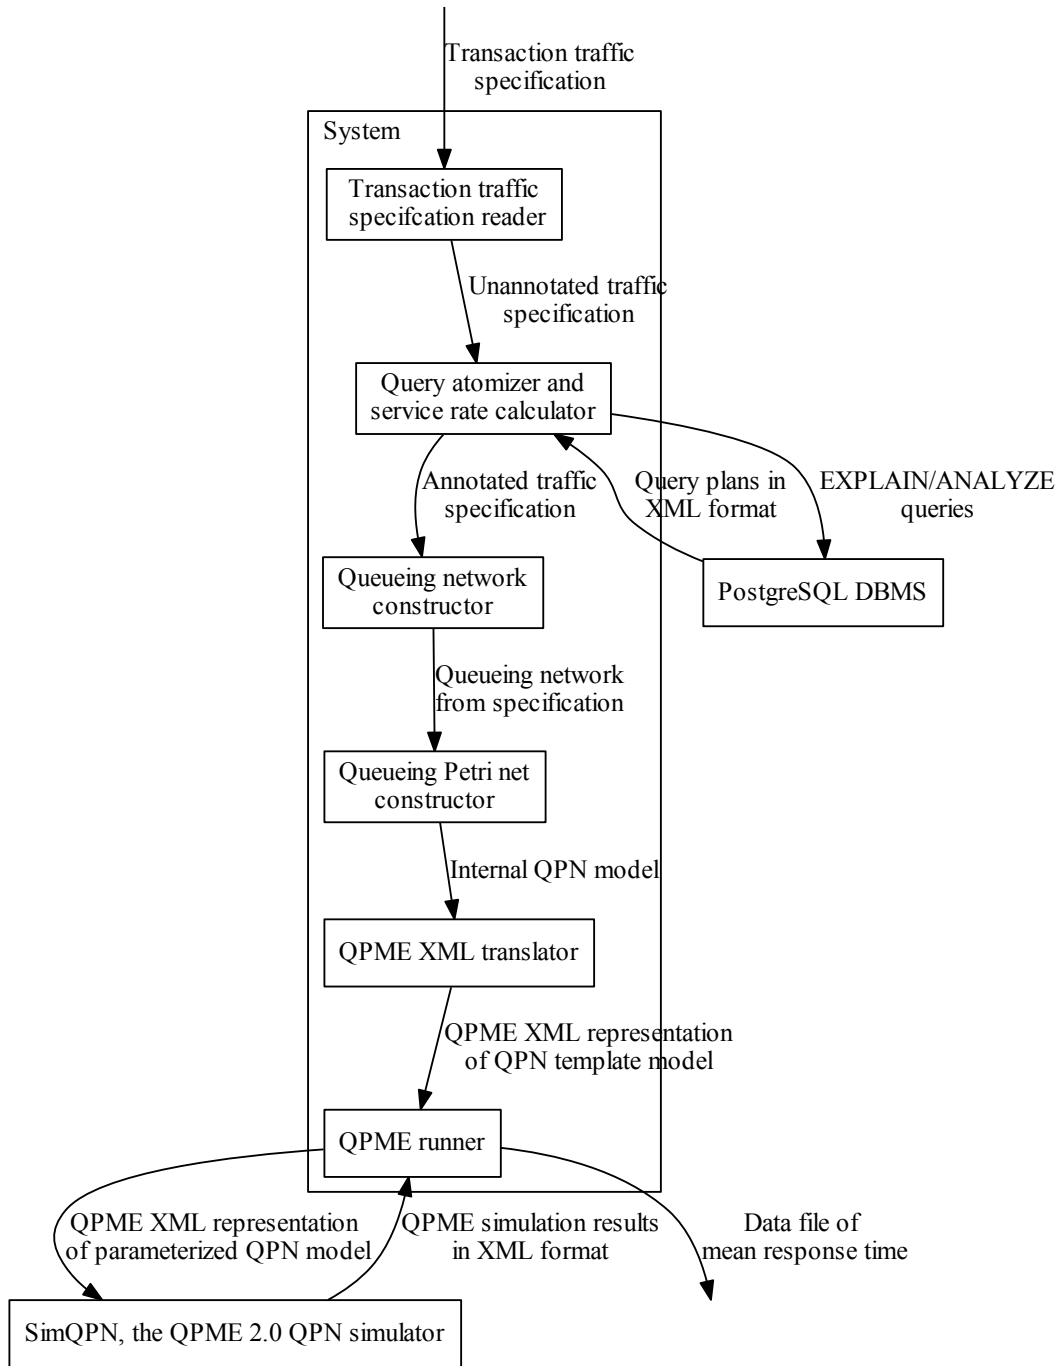 Transaction traffic
specification
System
Transaction traffic
specifcation reader
Unannotated traffic
specification
Query atomizer and
service rate calculator
Annotated traffic
specification
Query plans in
XML format
EXPLAIN/ANALYZE
queries
Queueing network
constructor
PostgreSQL DBMS
Queueing network
from specification
Queueing Petri net
constructor
Internal QPN model
QPME XML translator
QPME XML representation
of QPN template model
QPME runner
QPME XML representation
of parameterized QPN model
QPME simulation results
in XML format
Data file of
mean response time
SimQPN, the QPME 2.0 QPN simulator